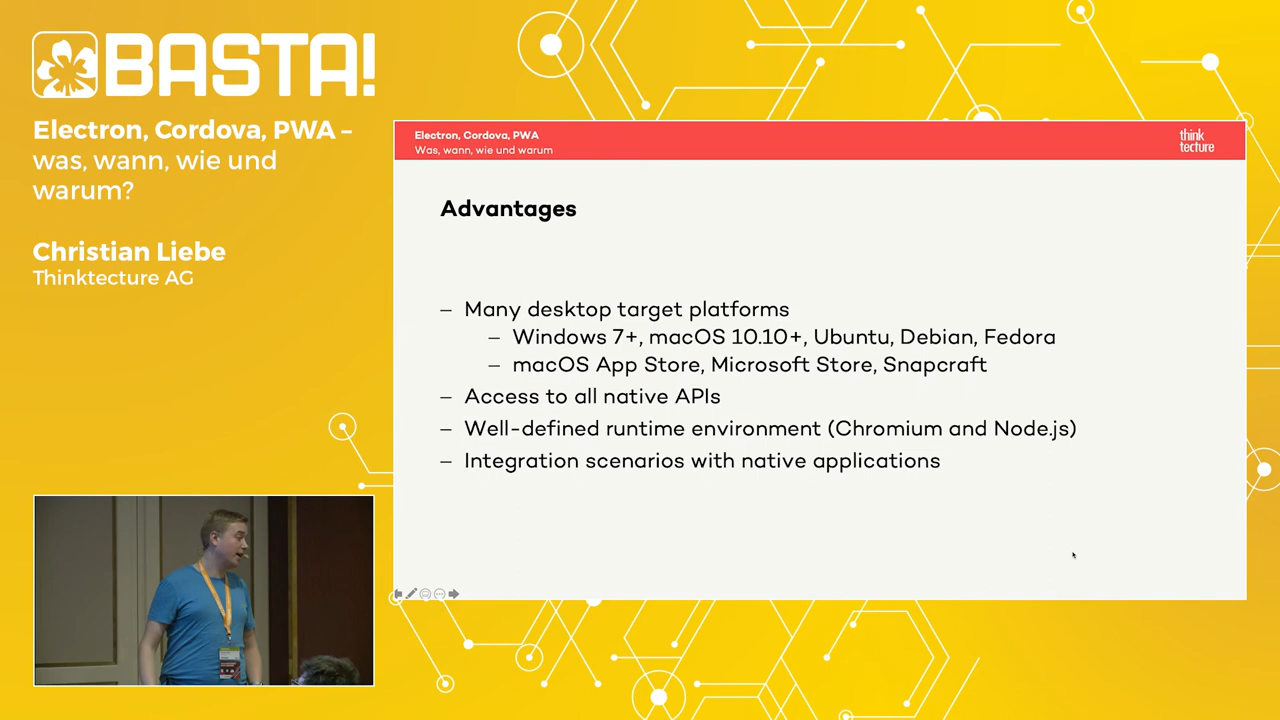 BASTA!
Electron, Cordova, PWA –
was, wann, wie und
warum?
Christian Liebe
Thinktecture AG
Electron, Cordova, PWA
Was, wann, wie und warum
think
tecture
Advantages
– Many desktop target platforms
– Windows 7+, macOS 10.10+, Ubuntu, Debian, Fedora
– macOS App Store, Microsoft Store, Snapcraft
– Access to all native APIs
– Well-defined runtime environment (Chromium and Node.js)
– Integration scenarios with native applications